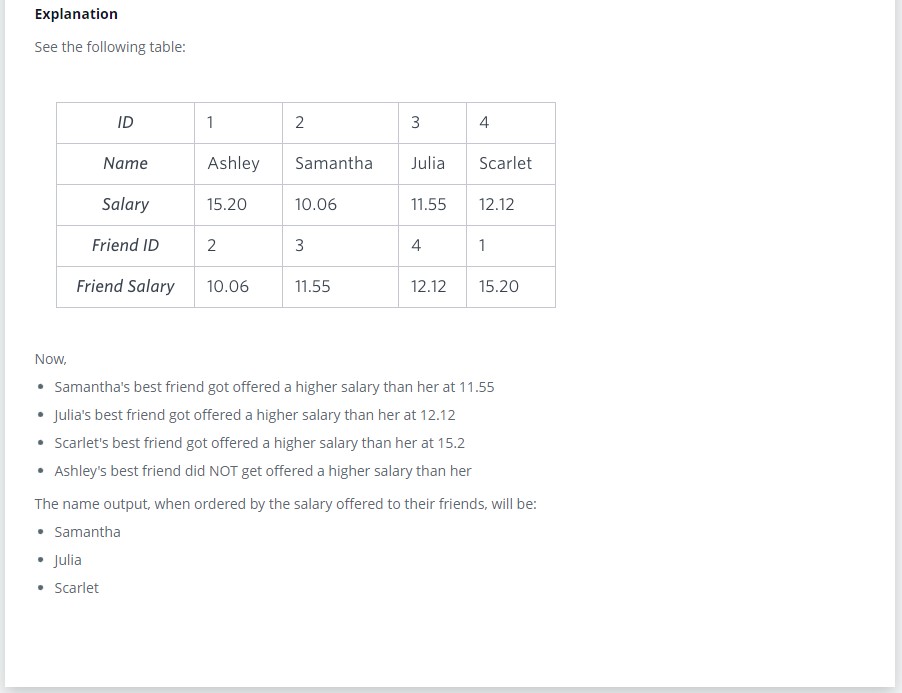 Explanation
See the following table:
ID 1 2 3 4
Name Ashley Samantha Julia Scarlet
Salary 15.20 10.06 11.55 12.12
Friend ID 2 3 4 1
Friend Salary 10.06 11.55 12.12 15.20
Now,
• Samantha's best friend got offered a higher salary than her at 11.55
• Julia's best friend got offered a higher salary than her at 12.12
• Scarlet's best friend got offered a higher salary than her at 15.2
• Ashley's best friend did NOT get offered a higher salary than her
The name output, when ordered by the salary offered to their friends, will be:
• Samantha
• Julia
• Scarlet